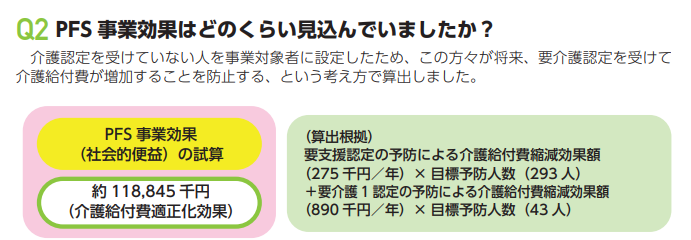 Q2 PFS 事業効果はどのくらい見込んでいましたか？
介護認定を受けていない人を事業対象者に設定したため、この方々が将来、要介護認定を受けて
介護給付費が増加することを防止する、という考え方で算出しました。
PFS 事業効果
（社会的便益）の試算
約 118,845 千円
（介護給付費適正化効果）
（算出根拠）
要支援認定の予防による介護給付費縮減効果額
（275 千円／年）× 目標予防人数（293 人）
＋要介護 1 認定の予防による介護給付費縮減効果額
（890 千円／年）× 目標予防人数（43 人）